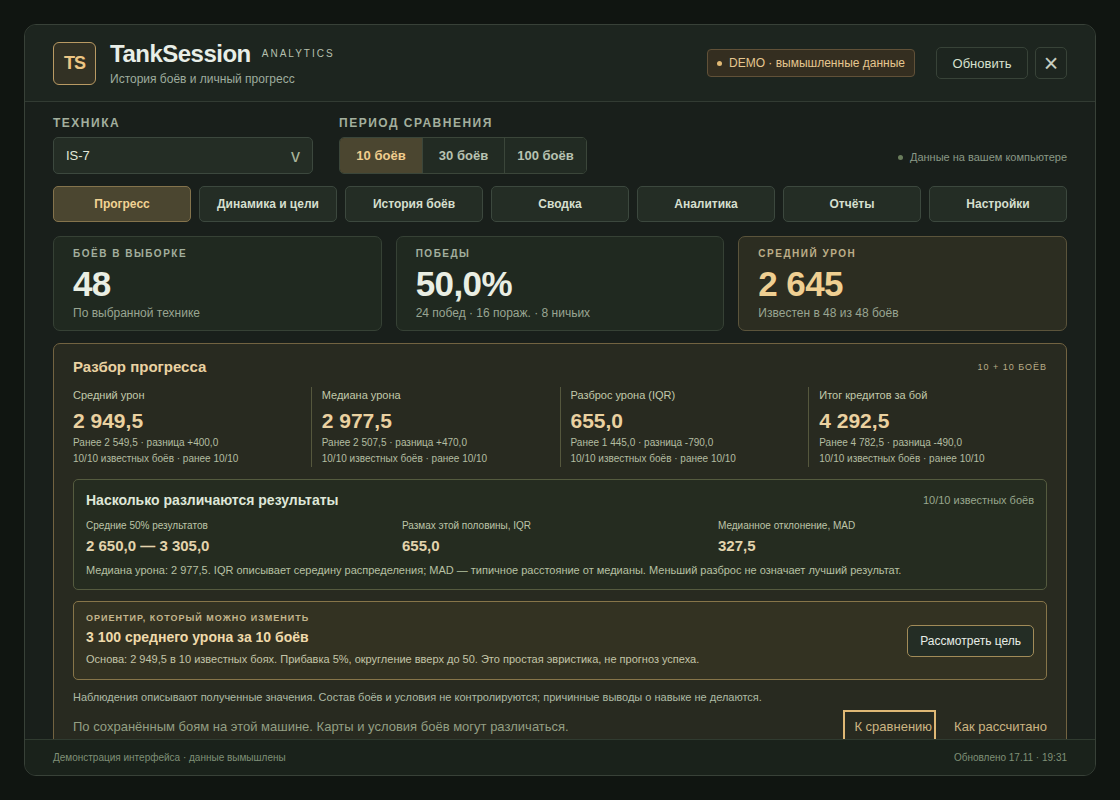 TS
TankSession ANALYTICS
История боёв и личный прогресс
DEMO · вымышленные данные
Обновить
×
ТЕХНИКА
ПЕРИОД СРАВНЕНИЯ
IS-7
10 боёв 30 боёв 100 боёв
Данные на вашем компьютере
Прогресс Динамика и цели История боёв Сводка Аналитика Отчёты Настройки
БОЁВ В ВЫБОРКЕ
48
По выбранной технике
ПОБЕДЫ
50,0%
24 побед · 16 пораж. · 8 ничьих
СРЕДНИЙ УРОН
2 645
Известен в 48 из 48 боёв
Разбор прогресса
10 + 10 БОЁВ
Средний урон
2 949,5
Ранее 2 549,5 · разница +400,0
10/10 известных боёв · ранее 10/10
Медиана урона
2 977,5
Ранее 2 507,5 · разница +470,0
10/10 известных боёв · ранее 10/10
Разброс урона (IQR)
655,0
Ранее 1 445,0 · разница -790,0
10/10 известных боёв · ранее 10/10
Итог кредитов за бой
4 292,5
Ранее 4 782,5 · разница -490,0
10/10 известных боёв · ранее 10/10
Насколько различаются результаты
10/10 известных боёв
Средние 50% результатов
2 650,0 — 3 305,0
Размах этой половины, IQR
655,0
Медианное отклонение, MAD
327,5
Медиана урона: 2 977,5. IQR описывает середину распределения; MAD — типичное расстояние от медианы. Меньший разброс не означает лучший результат.
ОРИЕНТИР, КОТОРЫЙ МОЖНО ИЗМЕНИТЬ
3 100 среднего урона за 10 боёв
Основа: 2 949,5 в 10 известных боях. Прибавка 5%, округление вверх до 50. Это простая эвристика, не прогноз успеха.
Рассмотреть цель
Наблюдения описывают полученные значения. Состав боёв и условия не контролируются; причинные выводы о навыке не делаются.
По сохранённым боям на этой машине. Карты и условия боёв могут различаться.
К сравнению
Как рассчитано
Демонстрация интерфейса · данные вымышлены
Обновлено 17.11 · 19:31